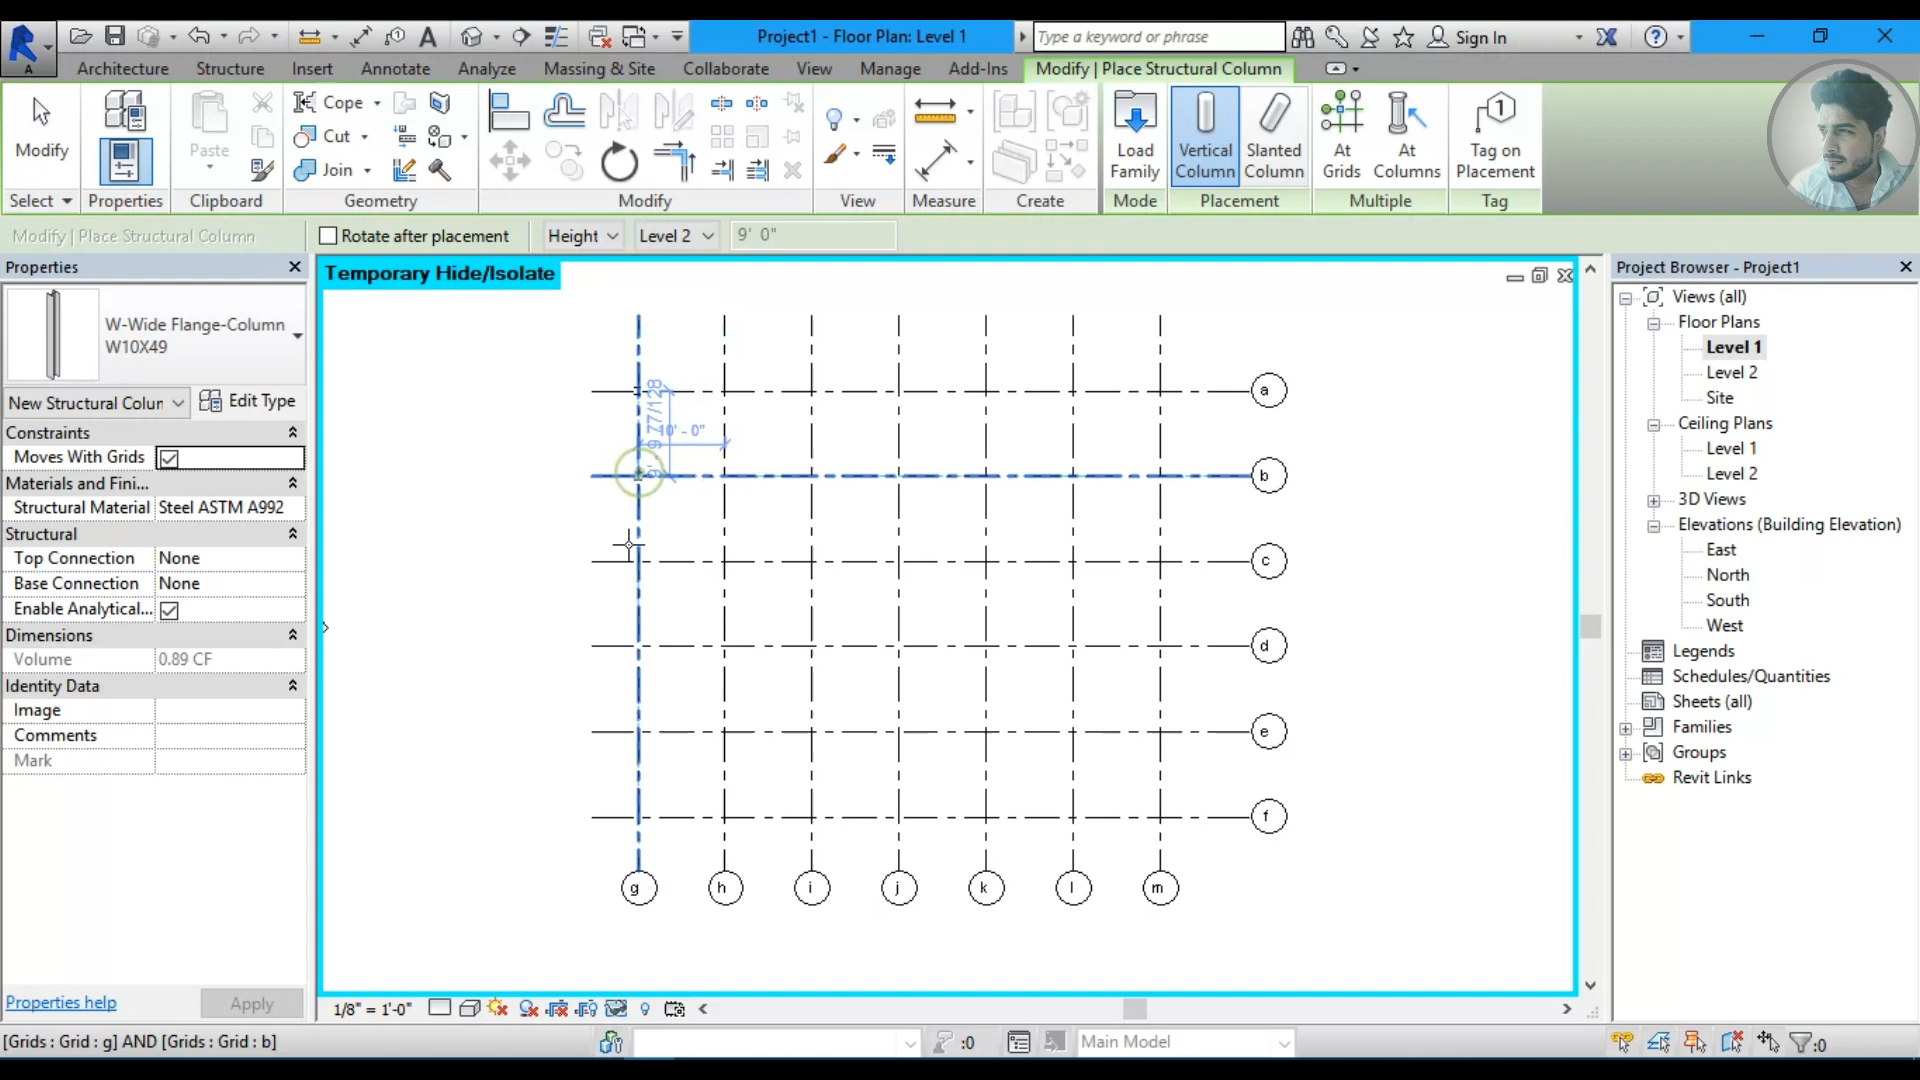 Project1 - Floor Plan: Level 1
Type a keyword or phrase
Sign In
A
Architecture Structure Insert Annotate Analyze Massing & Site Collaborate View Manage Add-Ins Modify | Place Structural Column
Modify
Paste
Cope
Cut
Join
Load Family
Vertical Column
Slanted Column
At Grids
At Columns
Tag on Placement
Select Properties Clipboard Geometry Modify View Measure Create Mode Placement Multiple Tag
Modify | Place Structural Column
Rotate after placement
Height
Level 2
9' 0"
Properties
W-Wide Flange-Column
W10X49
New Structural Colur
Edit Type
Constraints
Moves With Grids
Materials and Fini...
Structural Material Steel ASTM A992
Structural
Top Connection None
Base Connection None
Enable Analytical...
Dimensions
Volume 0.89 CF
Identity Data
Image
Comments
Mark
Properties help
Apply
Temporary Hide/Isolate
9' - 9 77/128
10' - 0"
a
b
c
d
e
f
g h i j k l m
1/8" = 1'-0"
Project Browser - Project1
Views (all)
Floor Plans
Level 1
Level 2
Site
Ceiling Plans
Level 1
Level 2
3D Views
Elevations (Building Elevation)
East
North
South
West
Legends
Schedules/Quantities
Sheets (all)
Families
Groups
Revit Links
[Grids : Grid : g] AND [Grids : Grid : b]
:0
Main Model
:0